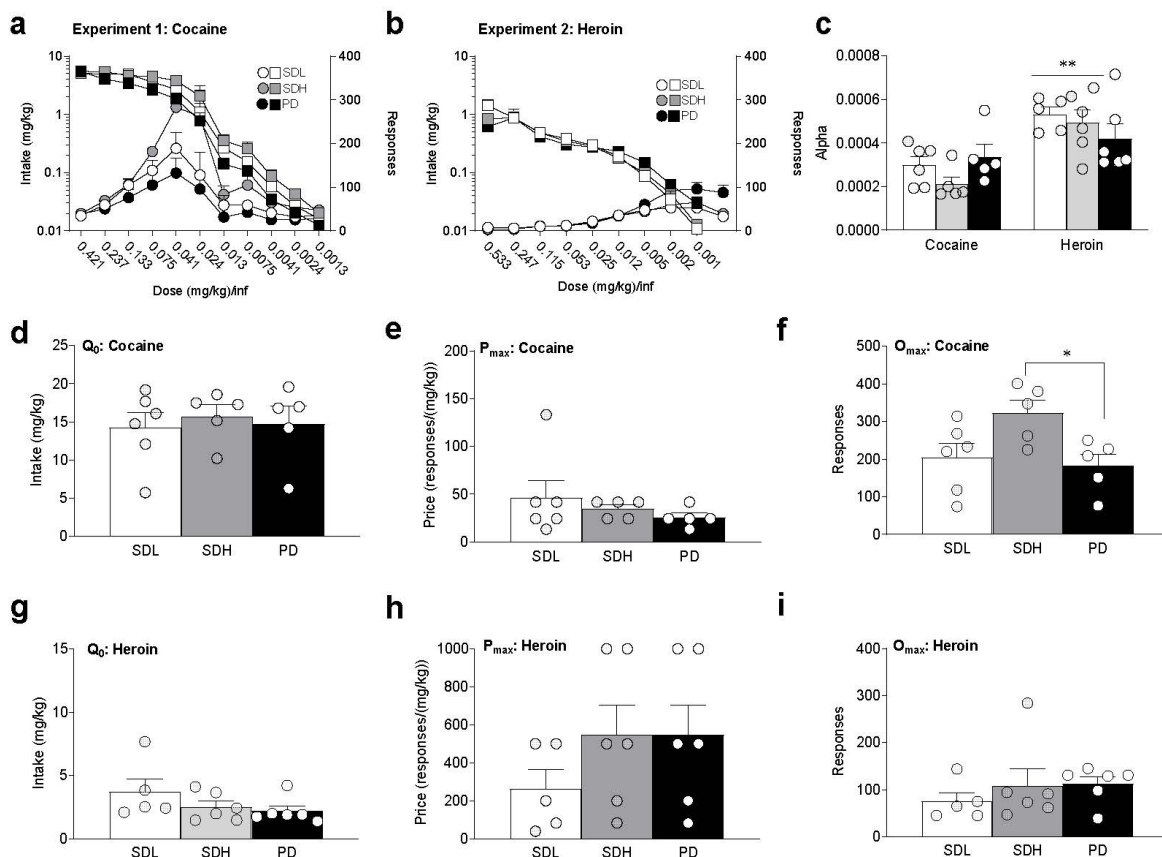 a
Experiment 1: Cocaine
Intake (mg/kg)
10
1
0.1
0.01
400
300
200
100
0
Responses
SDL
SDH
PD
0.421
0.237
0.133
0.075
0.041
0.024
0.013
0.0075
0.0041
0.0024
0.0013
Dose (mg/kg)/inf
b
Experiment 2: Heroin
Intake (mg/kg)
10
1
0.1
0.01
400
300
200
100
0
Responses
SDL
SDH
PD
0.533
0.247
0.115
0.053
0.025
0.012
0.005
0.002
0.001
Dose (mg/kg)/inf
c
Alpha
0.0008
0.0006
0.0004
0.0002
0.0000
**
Cocaine
Heroin
d
Q0: Cocaine
Intake (mg/kg)
25
20
15
10
5
0
SDL
SDH
PD
e
Pmax: Cocaine
Price (responses/(mg/kg))
200
150
100
50
0
SDL
SDH
PD
f
Omax: Cocaine
Responses
500
400
300
200
100
0
*
SDL
SDH
PD
g
Q0: Heroin
Intake (mg/kg)
15
10
5
0
SDL
SDH
PD
h
Pmax: Heroin
Price (responses/(mg/kg))
1000
800
600
400
200
0
SDL
SDH
PD
i
Omax: Heroin
Responses
400
300
200
100
0
SDL
SDH
PD